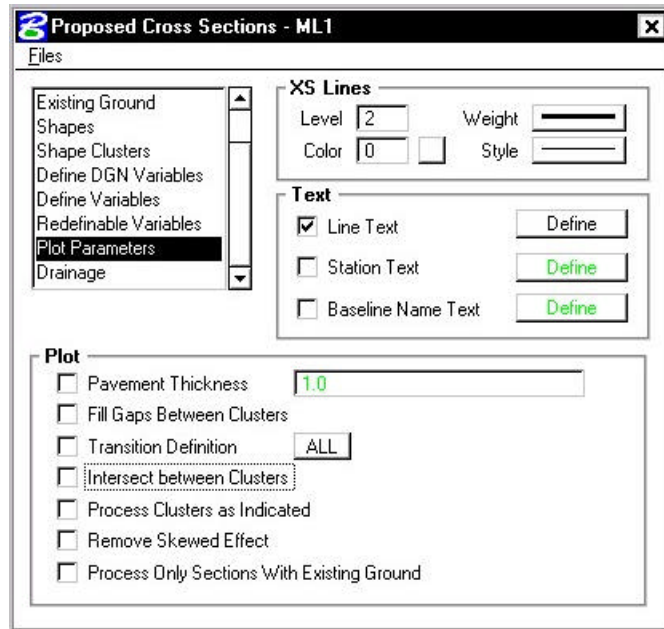 Proposed Cross Sections - ML1
Files
Existing Ground
Shapes
Shape Clusters
Define DGN Variables
Define Variables
Redefinable Variables
Plot Parameters
Drainage
XS Lines
Level 2 Weight
Color 0 Style
Text
Line Text Define
Station Text Define
Baseline Name Text Define
Plot
Pavement Thickness 1.0
Fill Gaps Between Clusters
Transition Definition ALL
Intersect between Clusters
Process Clusters as Indicated
Remove Skewed Effect
Process Only Sections With Existing Ground